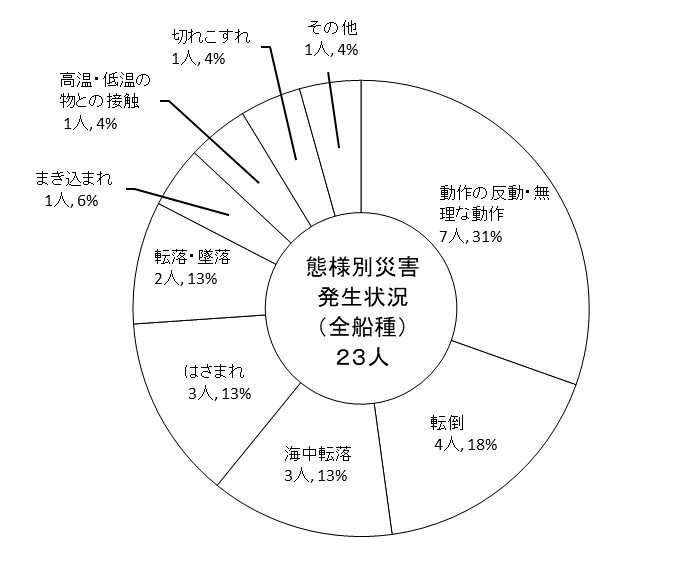 態様別災害
発生状況
（全船種）
２３人
動作の反動・無
理な動作
7人, 31%
転倒
4人, 18%
海中転落
3人, 13%
はさまれ
3人, 13%
転落・墜落
2人, 13%
まき込まれ
1人, 6%
高温・低温の
物との接触
1人, 4%
切れこすれ
1人, 4%
その他
1人, 4%